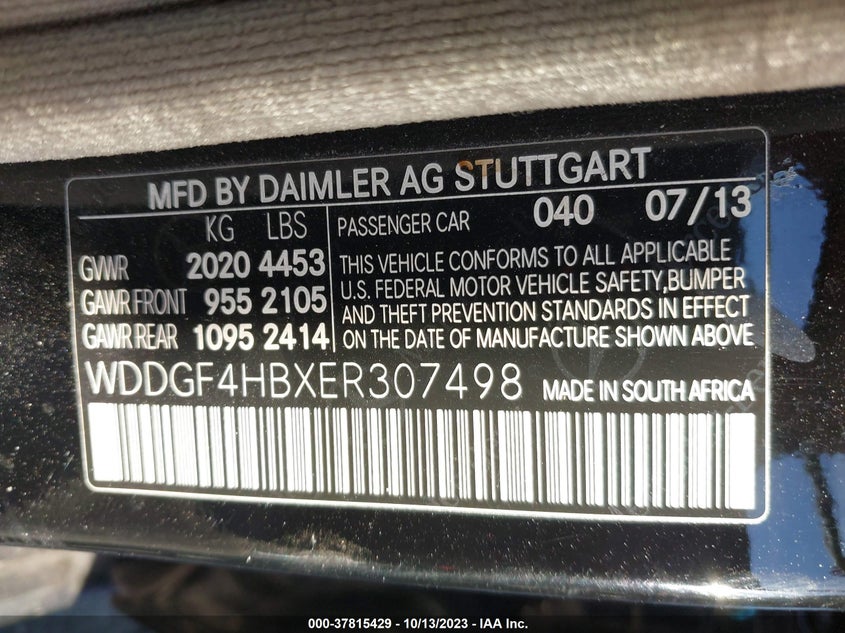 MFD BY DAIMLER AG STUTTGART
KG LBS PASSENGER CAR 040 07/13
GVWR 2020 4453
GAWR FRONT 955 2105
GAWR REAR 1095 2414
THIS VEHICLE CONFORMS TO ALL APPLICABLE
U.S. FEDERAL MOTOR VEHICLE SAFETY,BUMPER
AND THEFT PREVENTION STANDARDS IN EFFECT
ON THE DATE OF MANUFACTURE SHOWN ABOVE
WDDGF4HBXER307498 MADE IN SOUTH AFRICA
000-37815429 - 10/13/2023 - IAA Inc.